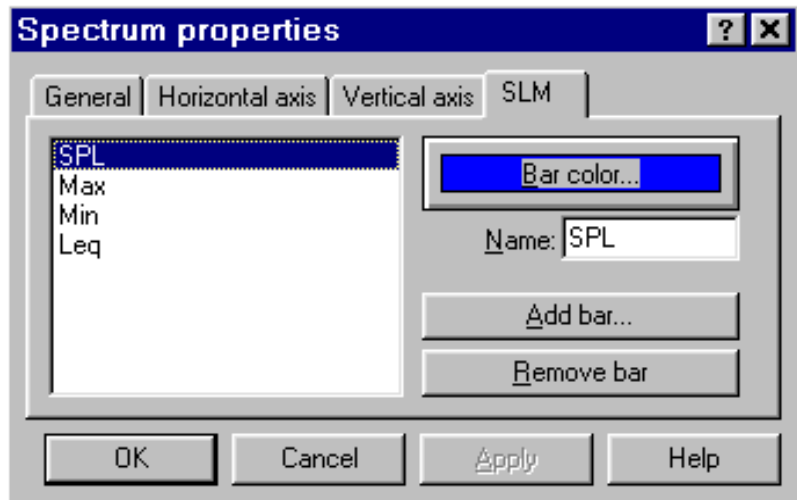 Spectrum properties
General Horizontal axis Vertical axis SLM
SPL
Max
Min
Leq
Bar color...
Name: SPL
Add bar...
Remove bar
OK Cancel Apply Help